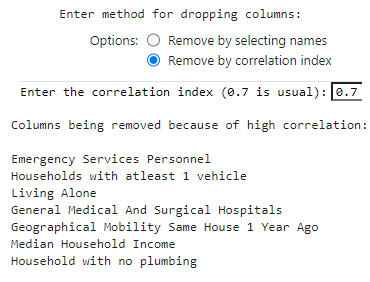 Enter method for dropping columns:
Options: Remove by selecting names
Remove by correlation index
Enter the correlation index (0.7 is usual): 0.7
Columns being removed because of high correlation:
Emergency Services Personnel
Households with atleast 1 vehicle
Living Alone
General Medical And Surgical Hospitals
Geographical Mobility Same House 1 Year Ago
Median Household Income
Household with no plumbing